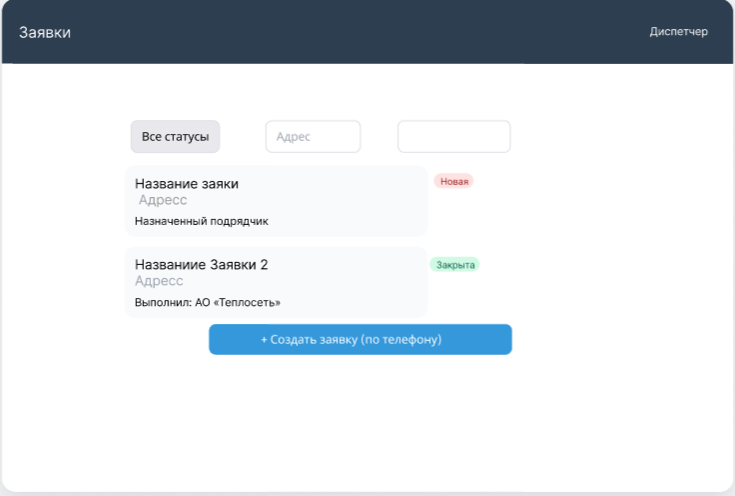 Заявки
Диспетчер
Все статусы
Адрес
Название заяки
Новая
Адресс
Назначенный подрядчик
Названиие Заявки 2
Закрыта
Адресс
Выполнил: АО «Теплосеть»
+ Создать заявку (по телефону)